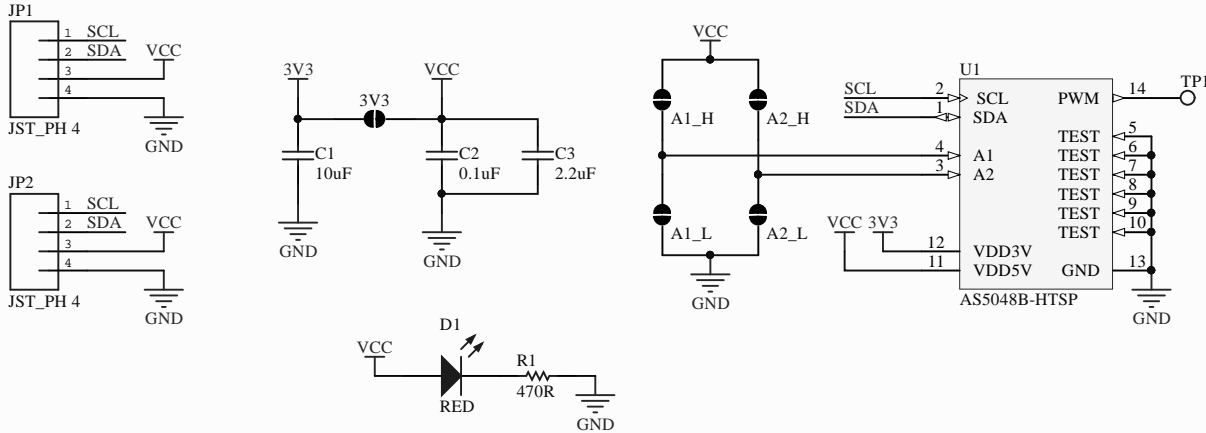 JP1
1 SCL
2 SDA
3
4
VCC
GND
JST_PH 4
JP2
1 SCL
2 SDA
3
4
VCC
GND
JST_PH 4
3V3
3V3
VCC
C1
10uF
C2
0.1uF
C3
2.2uF
GND
GND
VCC
D1
RED
R1
470R
GND
VCC
A1_H
A2_H
A1_L
A2_L
GND
U1
SCL 2 SCL
SDA 1 SDA
4 A1
3 A2
VCC 3V3
12 VDD3V
11 VDD5V
PWM 14 TP1
TEST 5
TEST 6
TEST 7
TEST 8
TEST 9
TEST 10
GND 13
AS5048B-HTSP
GND